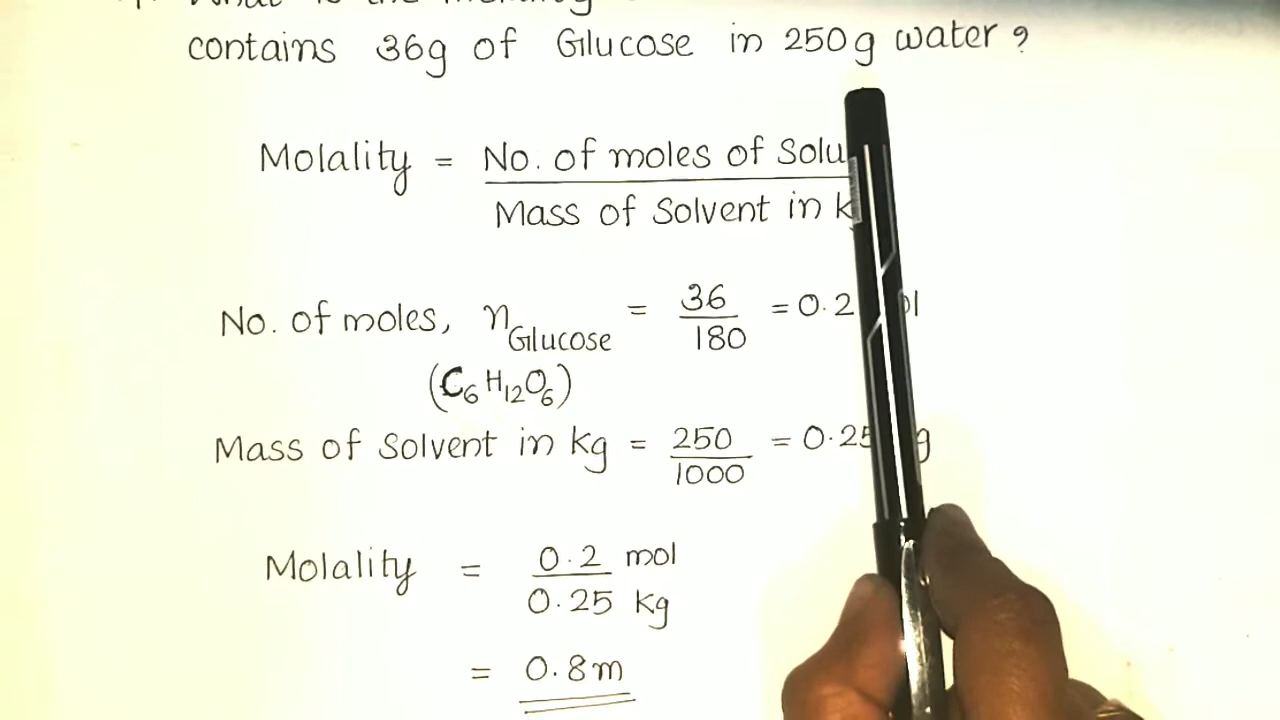 contains 36g of Glucose in 250g water ?
Molality = No. of moles of Solu
Mass of Solvent in k
No. of moles, n Glucose = 36/180 = 0.2 ol
(C6H12O6)
Mass of Solvent in kg = 250/1000 = 0.25 g
Molality = 0.2 mol
0.25 kg
= 0.8m